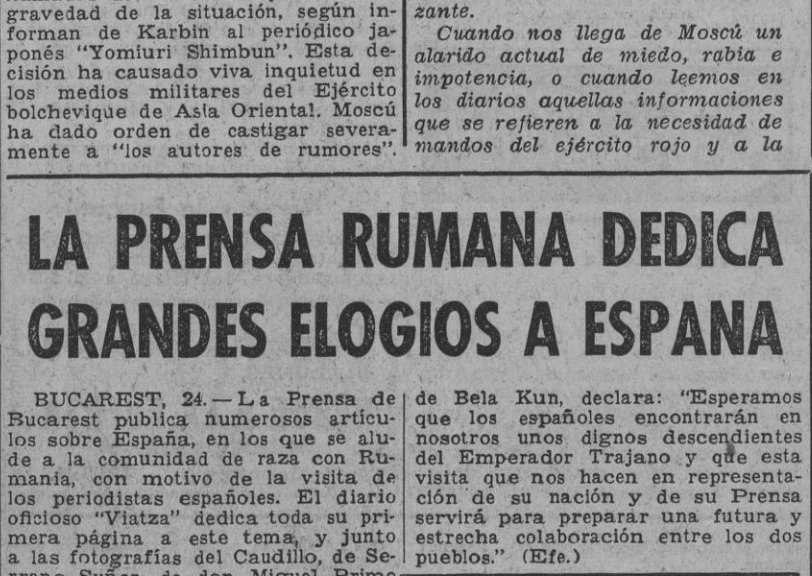 gravedad de la situación, según in-
forman de Karbin al periódico ja-
ponés "Yomiuri Shimbun". Esta de-
cisión ha causado viva inquietud en
los medios militares del Ejército
bolchevique de Asia Oriental. Moscú
ha dado orden de castigar severa-
mente a "los autores de rumores".
zante.
Cuando nos llega de Moscú un
alarido actual de miedo, rabia e
impotencia, o cuando leemos en
los diarios aquellas informaciones
que se refieren a la necesidad de
mandos del ejército rojo y a la
LA PRENSA RUMANA DEDICA
GRANDES ELOGIOS A ESPANA
BUCAREST, 24.—La Prensa de
Bucarest publica numerosos artícu-
los sobre España, en los que se alu-
de a la comunidad de raza con Ru-
mania, con motivo de la visita de
los periodistas españoles. El diario
oficioso "Viatza" dedica toda su pri-
mera página a este tema, y junto
a las fotografías del Caudillo, de Se-
rrano Suñer, de don Miguel Primo
de Bela Kun, declara: "Esperamos
que los españoles encontrarán en
nosotros unos dignos descendientes
del Emperador Trajano y que esta
visita que nos hacen en representa-
ción de su nación y de su Prensa
servirá para preparar una futura y
estrecha colaboración entre los dos
pueblos." (Efe.)